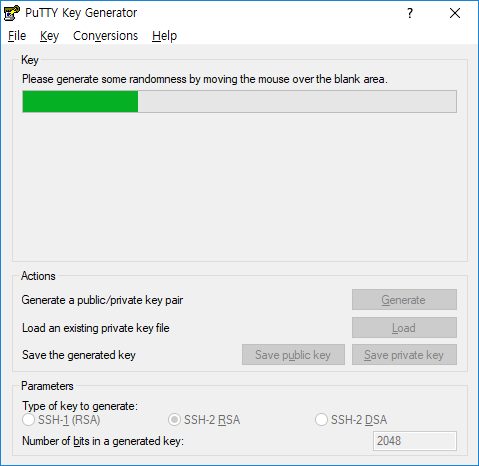 PuTTY Key Generator
File Key Conversions Help
Key
Please generate some randomness by moving the mouse over the blank area.
Actions
Generate a public/private key pair Generate
Load an existing private key file Load
Save the generated key Save public key Save private key
Parameters
Type of key to generate:
SSH-1 (RSA) SSH-2 RSA SSH-2 DSA
Number of bits in a generated key: 2048